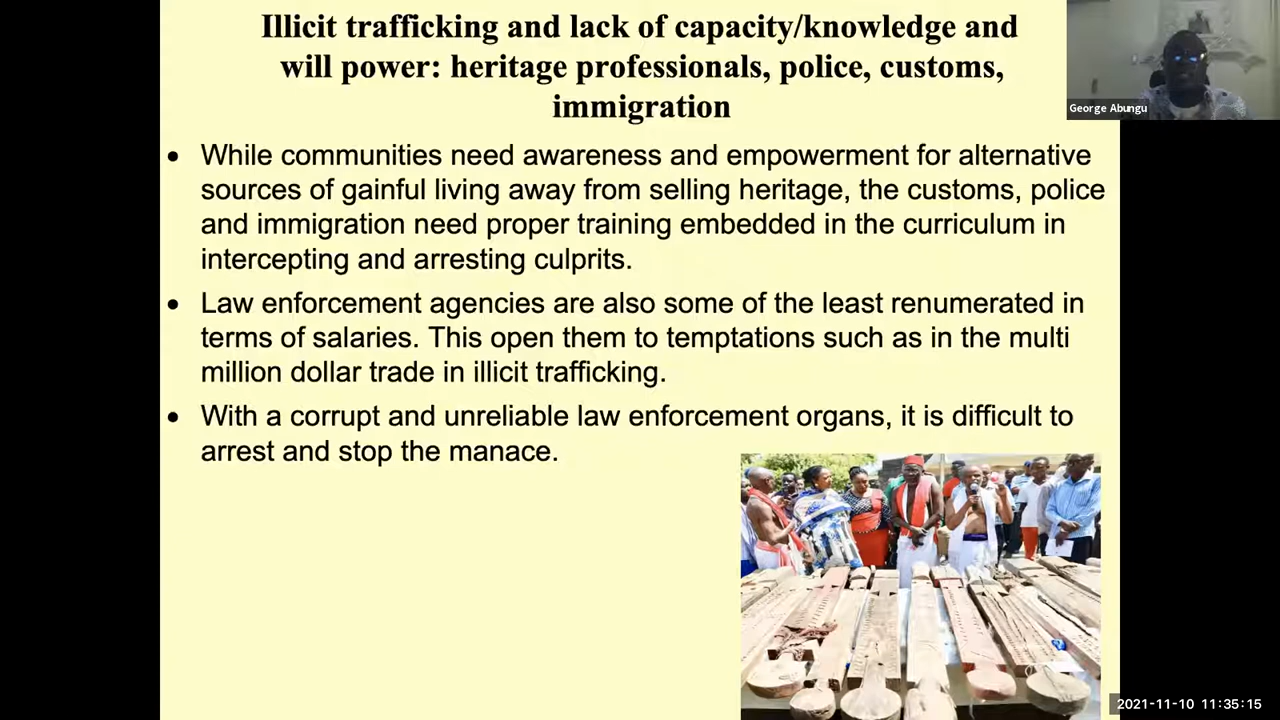 Illicit trafficking and lack of capacity/knowledge and
will power: heritage professionals, police, customs,
immigration
George Abungu
• While communities need awareness and empowerment for alternative
sources of gainful living away from selling heritage, the customs, police
and immigration need proper training embedded in the curriculum in
intercepting and arresting culprits.
• Law enforcement agencies are also some of the least renumerated in
terms of salaries. This open them to temptations such as in the multi
million dollar trade in illicit trafficking.
• With a corrupt and unreliable law enforcement organs, it is difficult to
arrest and stop the manace.
2021-11-10 11:35:15